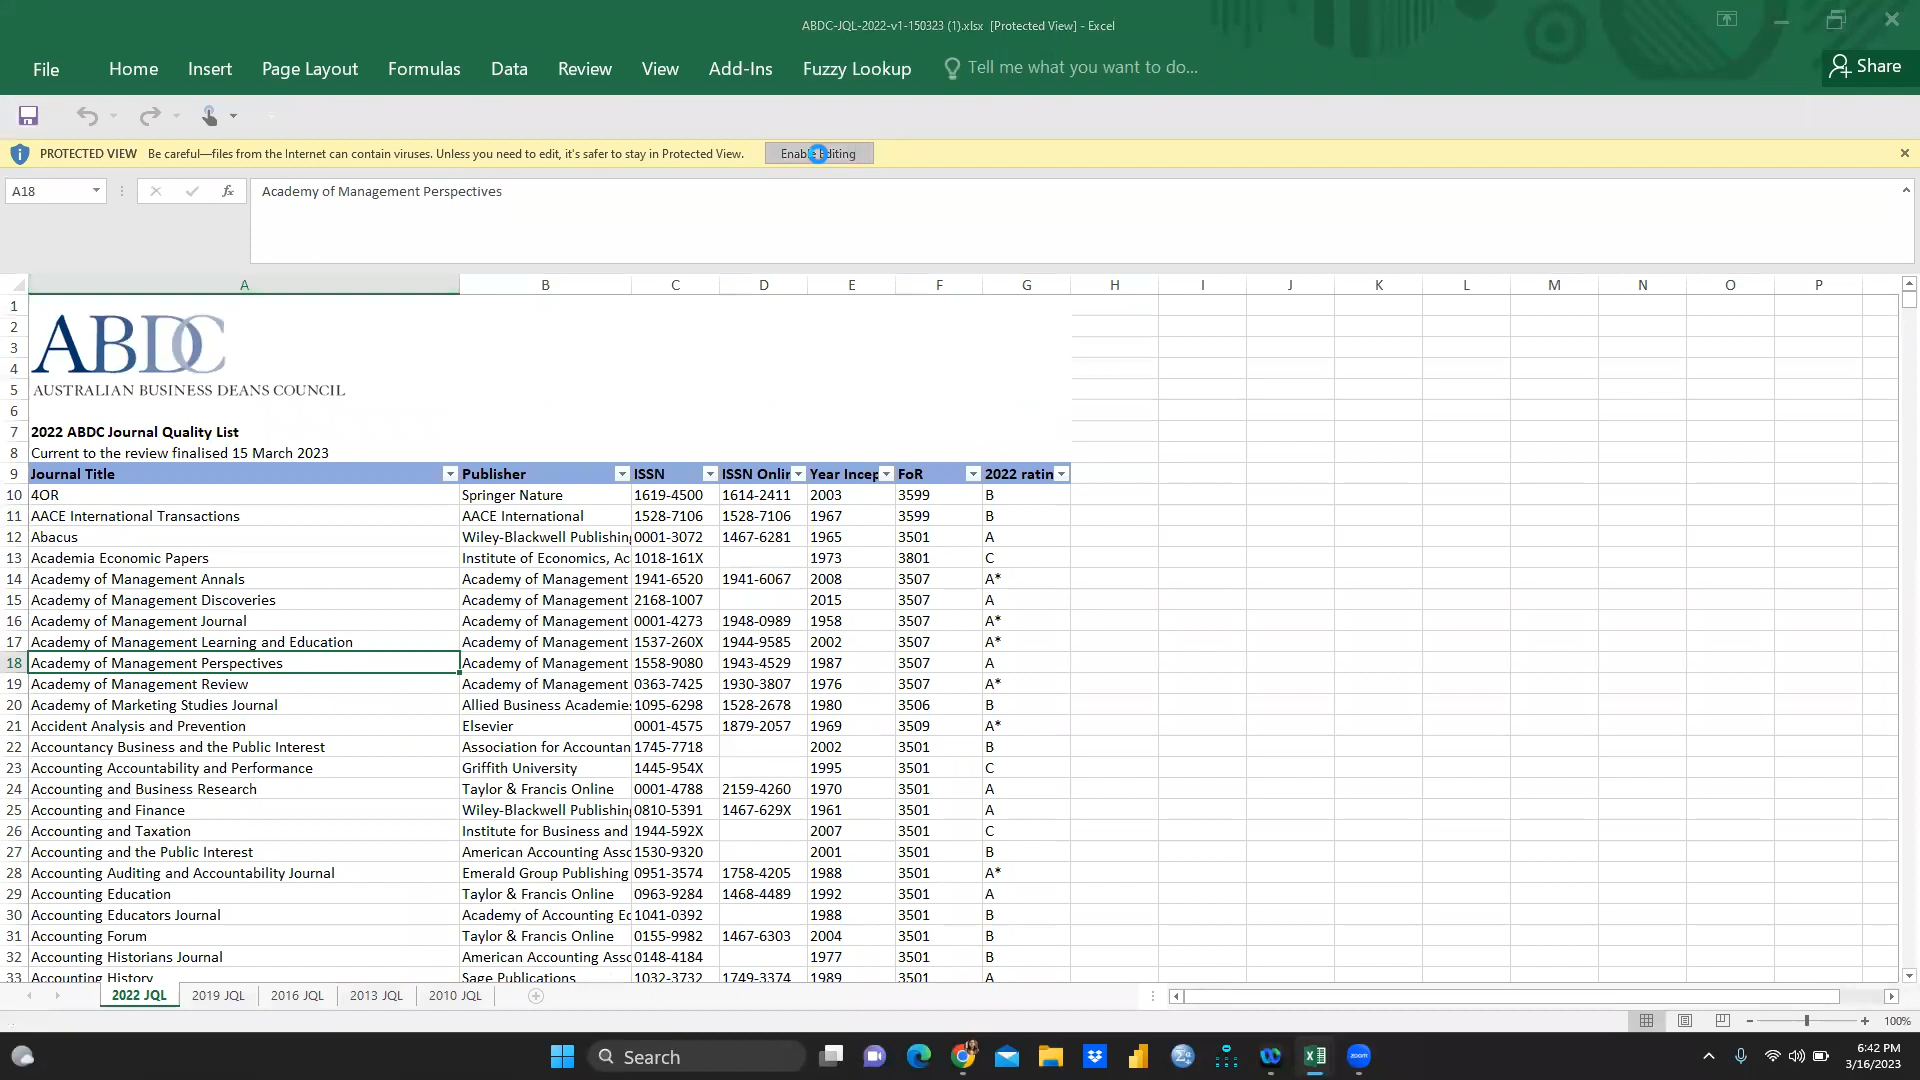 ABDC-JQL-2022-v1-150323 (1).xlsx [Protected View] - Excel
File Home Insert Page Layout Formulas Data Review View Add-Ins Fuzzy Lookup Tell me what you want to do... Share
PROTECTED VIEW Be careful—files from the Internet can contain viruses. Unless you need to edit, it's safer to stay in Protected View. Enable Editing
A18 fx Academy of Management Perspectives
A B C D E F G H I J K L M N O P
1
2
3
4
5
6
ABDC
AUSTRALIAN BUSINESS DEANS COUNCIL
7 2022 ABDC Journal Quality List
8 Current to the review finalised 15 March 2023
9 Journal Title Publisher ISSN ISSN Onlin Year Incep FoR 2022 ratin
10 4OR Springer Nature 1619-4500 1614-2411 2003 3599 B
11 AACE International Transactions AACE International 1528-7106 1528-7106 1967 3599 B
12 Abacus Wiley-Blackwell Publishing 0001-3072 1467-6281 1965 3501 A
13 Academia Economic Papers Institute of Economics, Ac 1018-161X 1973 3801 C
14 Academy of Management Annals Academy of Management 1941-6520 1941-6067 2008 3507 A*
15 Academy of Management Discoveries Academy of Management 2168-1007 2015 3507 A
16 Academy of Management Journal Academy of Management 0001-4273 1948-0989 1958 3507 A*
17 Academy of Management Learning and Education Academy of Management 1537-260X 1944-9585 2002 3507 A*
18 Academy of Management Perspectives Academy of Management 1558-9080 1943-4529 1987 3507 A
19 Academy of Management Review Academy of Management 0363-7425 1930-3807 1976 3507 A*
20 Academy of Marketing Studies Journal Allied Business Academies 1095-6298 1528-2678 1980 3506 B
21 Accident Analysis and Prevention Elsevier 0001-4575 1879-2057 1969 3509 A*
22 Accountancy Business and the Public Interest Association for Accountan 1745-7718 2002 3501 B
23 Accounting Accountability and Performance Griffith University 1445-954X 1995 3501 C
24 Accounting and Business Research Taylor & Francis Online 0001-4788 2159-4260 1970 3501 A
25 Accounting and Finance Wiley-Blackwell Publishing 0810-5391 1467-629X 1961 3501 A
26 Accounting and Taxation Institute for Business and 1944-592X 2007 3501 C
27 Accounting and the Public Interest American Accounting Asso 1530-9320 2001 3501 B
28 Accounting Auditing and Accountability Journal Emerald Group Publishing 0951-3574 1758-4205 1988 3501 A*
29 Accounting Education Taylor & Francis Online 0963-9284 1468-4489 1992 3501 A
30 Accounting Educators Journal Academy of Accounting Ed 1041-0392 1988 3501 B
31 Accounting Forum Taylor & Francis Online 0155-9982 1467-6303 2004 3501 B
32 Accounting Historians Journal American Accounting Asso 0148-4184 1977 3501 B
33 Accounting History Sage Publications 1032-3732 1749-3374 1989 3501 A
2022 JQL 2019 JQL 2016 JQL 2013 JQL 2010 JQL
100%
Search zoom 6:42 PM
3/16/2023